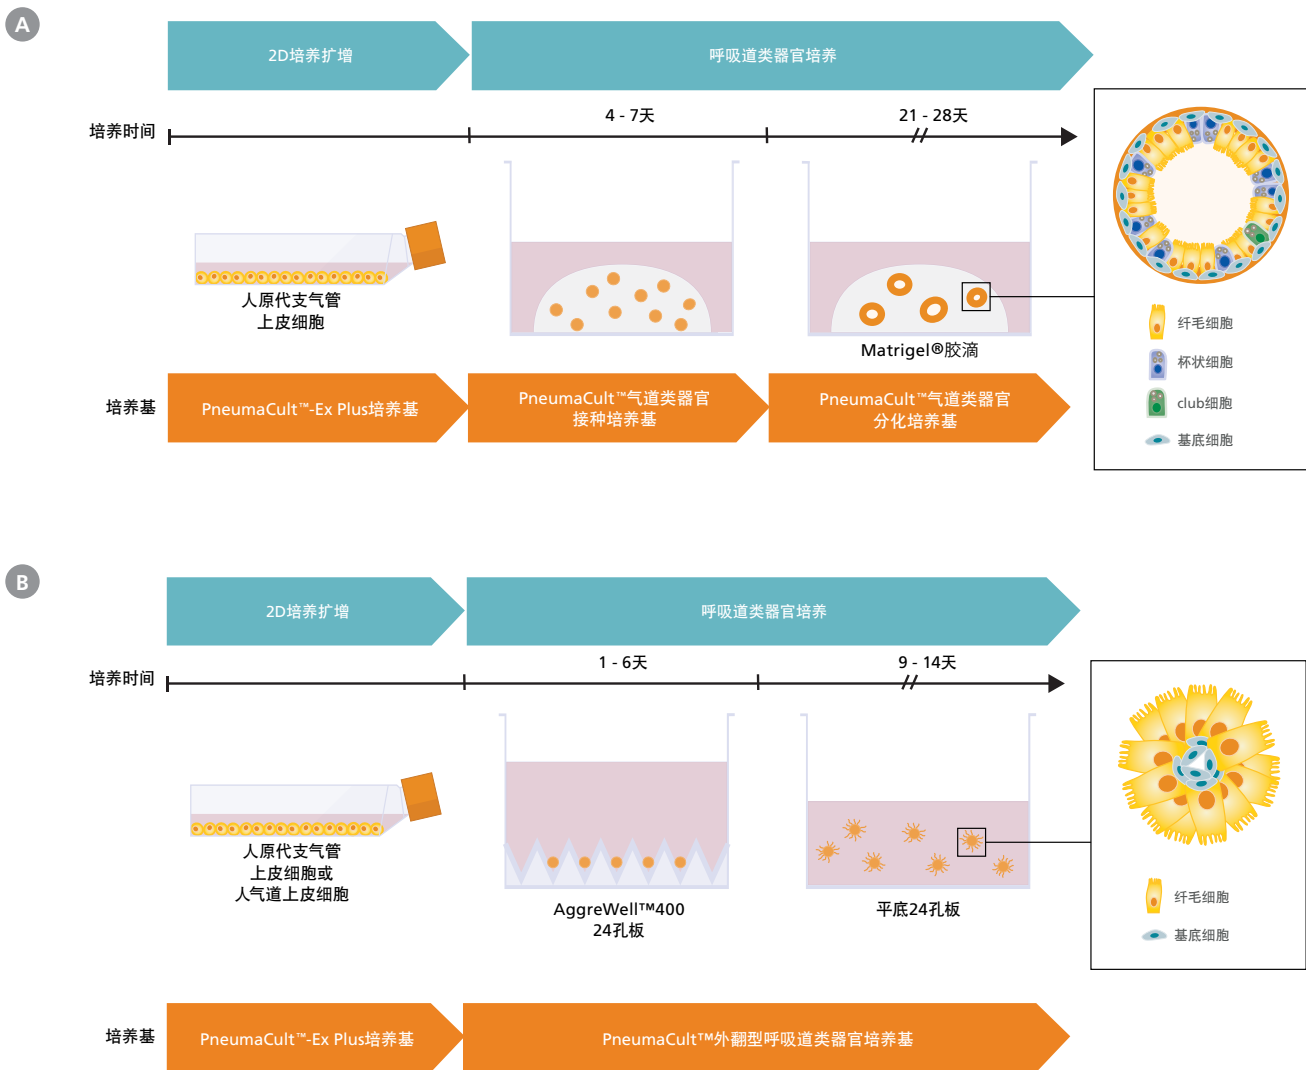 A
2D培养扩增
呼吸道类器官培养
培养时间
4 - 7天
21 - 28天
人原代支气管
上皮细胞
Matrigel®胶滴
纤毛细胞
杯状细胞
club细胞
基底细胞
培养基
PneumaCult™-Ex Plus培养基
PneumaCult™气道类器官
接种培养基
PneumaCult™气道类器官
分化培养基
B
2D培养扩增
呼吸道类器官培养
培养时间
1 - 6天
9 - 14天
人原代支气管
上皮细胞或
人气道上皮细胞
AggreWell™400
24孔板
平底24孔板
纤毛细胞
基底细胞
培养基
PneumaCult™-Ex Plus培养基
PneumaCult™外翻型呼吸道类器官培养基